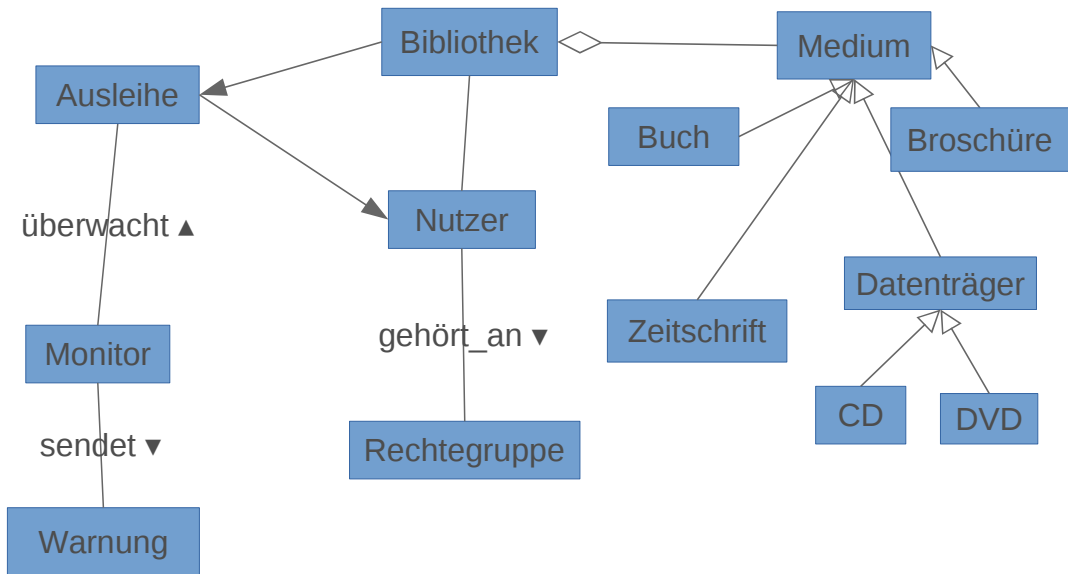 Bibliothek
Medium
Ausleihe
Buch
Broschüre
Nutzer
überwacht ▲
Datenträger
Zeitschrift
gehört_an ▼
Monitor
CD
DVD
sendet ▼
Rechtegruppe
Warnung